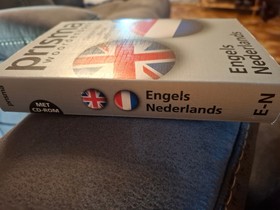 prisma
Engels
Nederlands
MET
CD-ROM
Engels
Nederlands
E-N